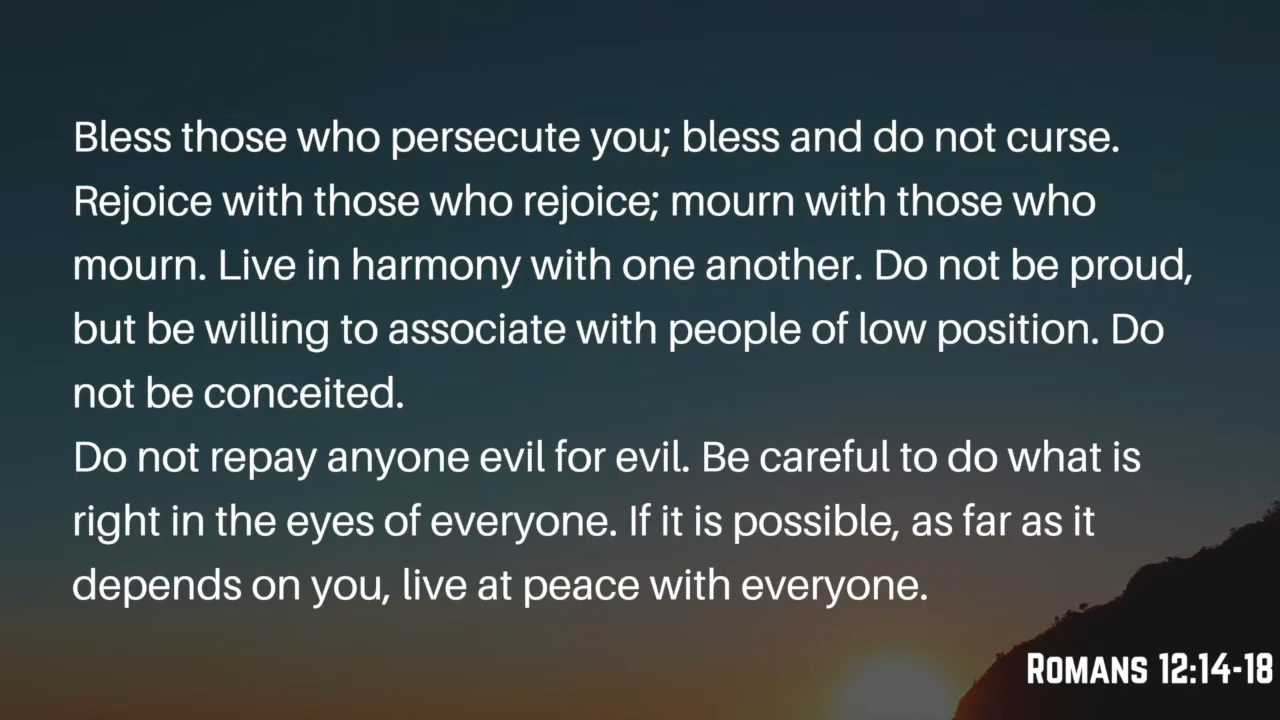 Bless those who persecute you; bless and do not curse.
Rejoice with those who rejoice; mourn with those who
mourn. Live in harmony with one another. Do not be proud,
but be willing to associate with people of low position. Do
not be conceited.
Do not repay anyone evil for evil. Be careful to do what is
right in the eyes of everyone. If it is possible, as far as it
depends on you, live at peace with everyone.
Romans 12:14-18